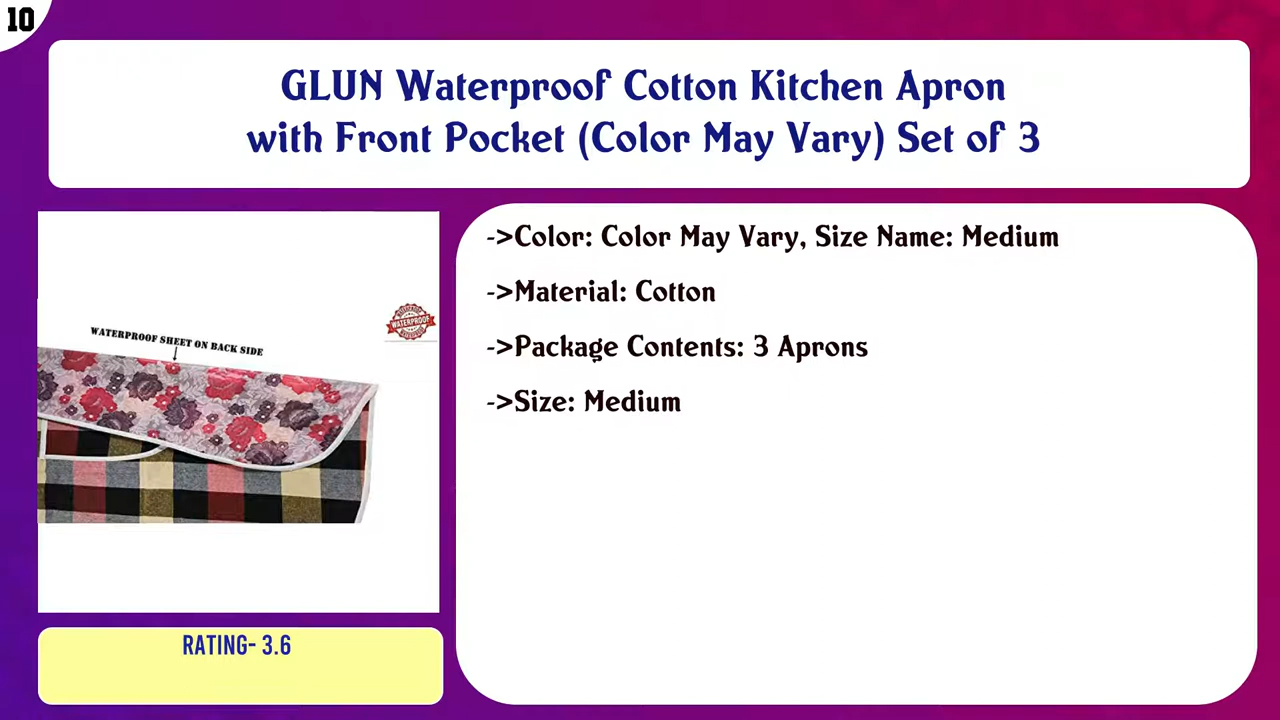 10
GLUN Waterproof Cotton Kitchen Apron
with Front Pocket (Color May Vary) Set of 3
->Color: Color May Vary, Size Name: Medium
->Material: Cotton
->Package Contents: 3 Aprons
->Size: Medium
WATERPROOF SHEET ON BACK SIDE
WATERPROOF
RATING- 3.6